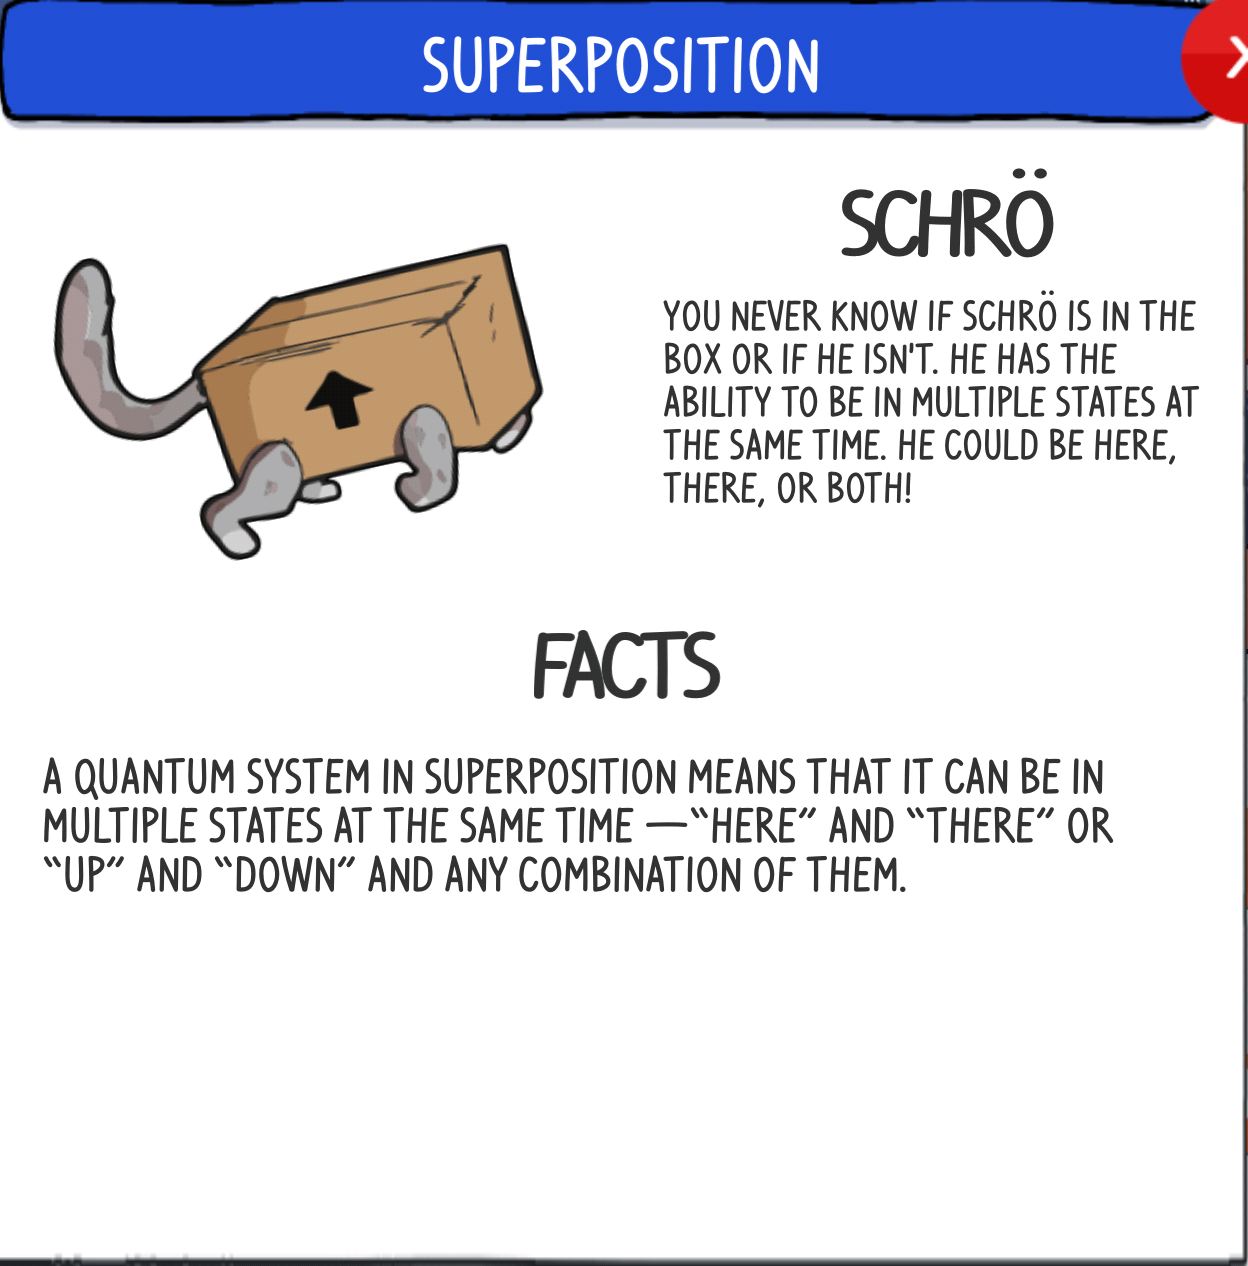 SUPERPOSITION
X
SCHRÖ
YOU NEVER KNOW IF SCHRÖ IS IN THE
BOX OR IF HE ISN'T. HE HAS THE
ABILITY TO BE IN MULTIPLE STATES AT
THE SAME TIME. HE COULD BE HERE,
THERE, OR BOTH!
FACTS
A QUANTUM SYSTEM IN SUPERPOSITION MEANS THAT IT CAN BE IN
MULTIPLE STATES AT THE SAME TIME —“HERE” AND “THERE” OR
“UP” AND “DOWN” AND ANY COMBINATION OF THEM.